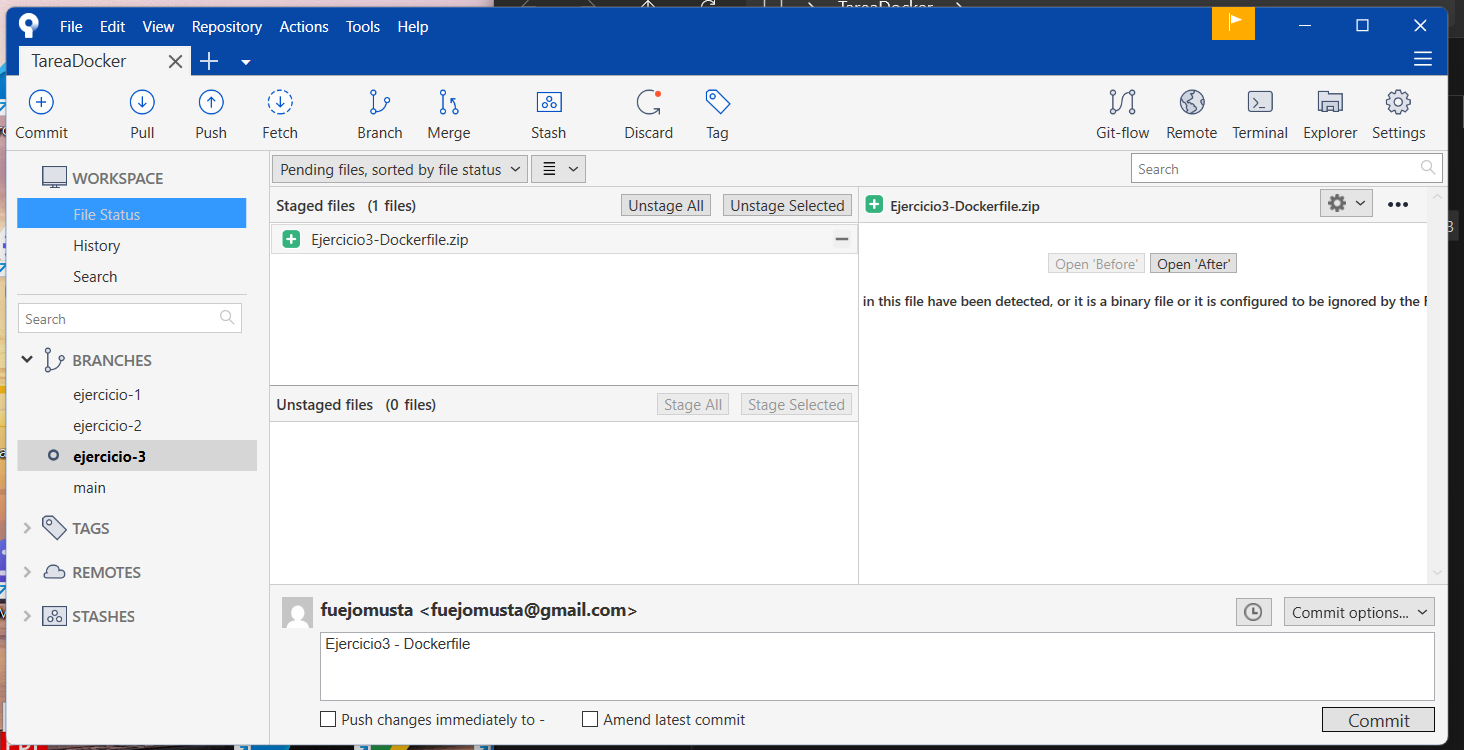 TareaDocker
File Edit View Repository Actions Tools Help
TareaDocker
Commit Pull Push Fetch Branch Merge Stash Discard Tag Git-flow Remote Terminal Explorer Settings
WORKSPACE
File Status
History
Search
Search
BRANCHES
ejercicio-1
ejercicio-2
ejercicio-3
main
TAGS
REMOTES
STASHES
Pending files, sorted by file status
Search
Staged files (1 files) Unstage All Unstage Selected
Ejercicio3-Dockerfile.zip
Unstaged files (0 files) Stage All Stage Selected
Ejercicio3-Dockerfile.zip
Open 'Before' Open 'After'
in this file have been detected, or it is a binary file or it is configured to be ignored by the
fuejomusta <fuejomusta@gmail.com>
Commit options...
Ejercicio3 - Dockerfile
Push changes immediately to - Amend latest commit
Commit